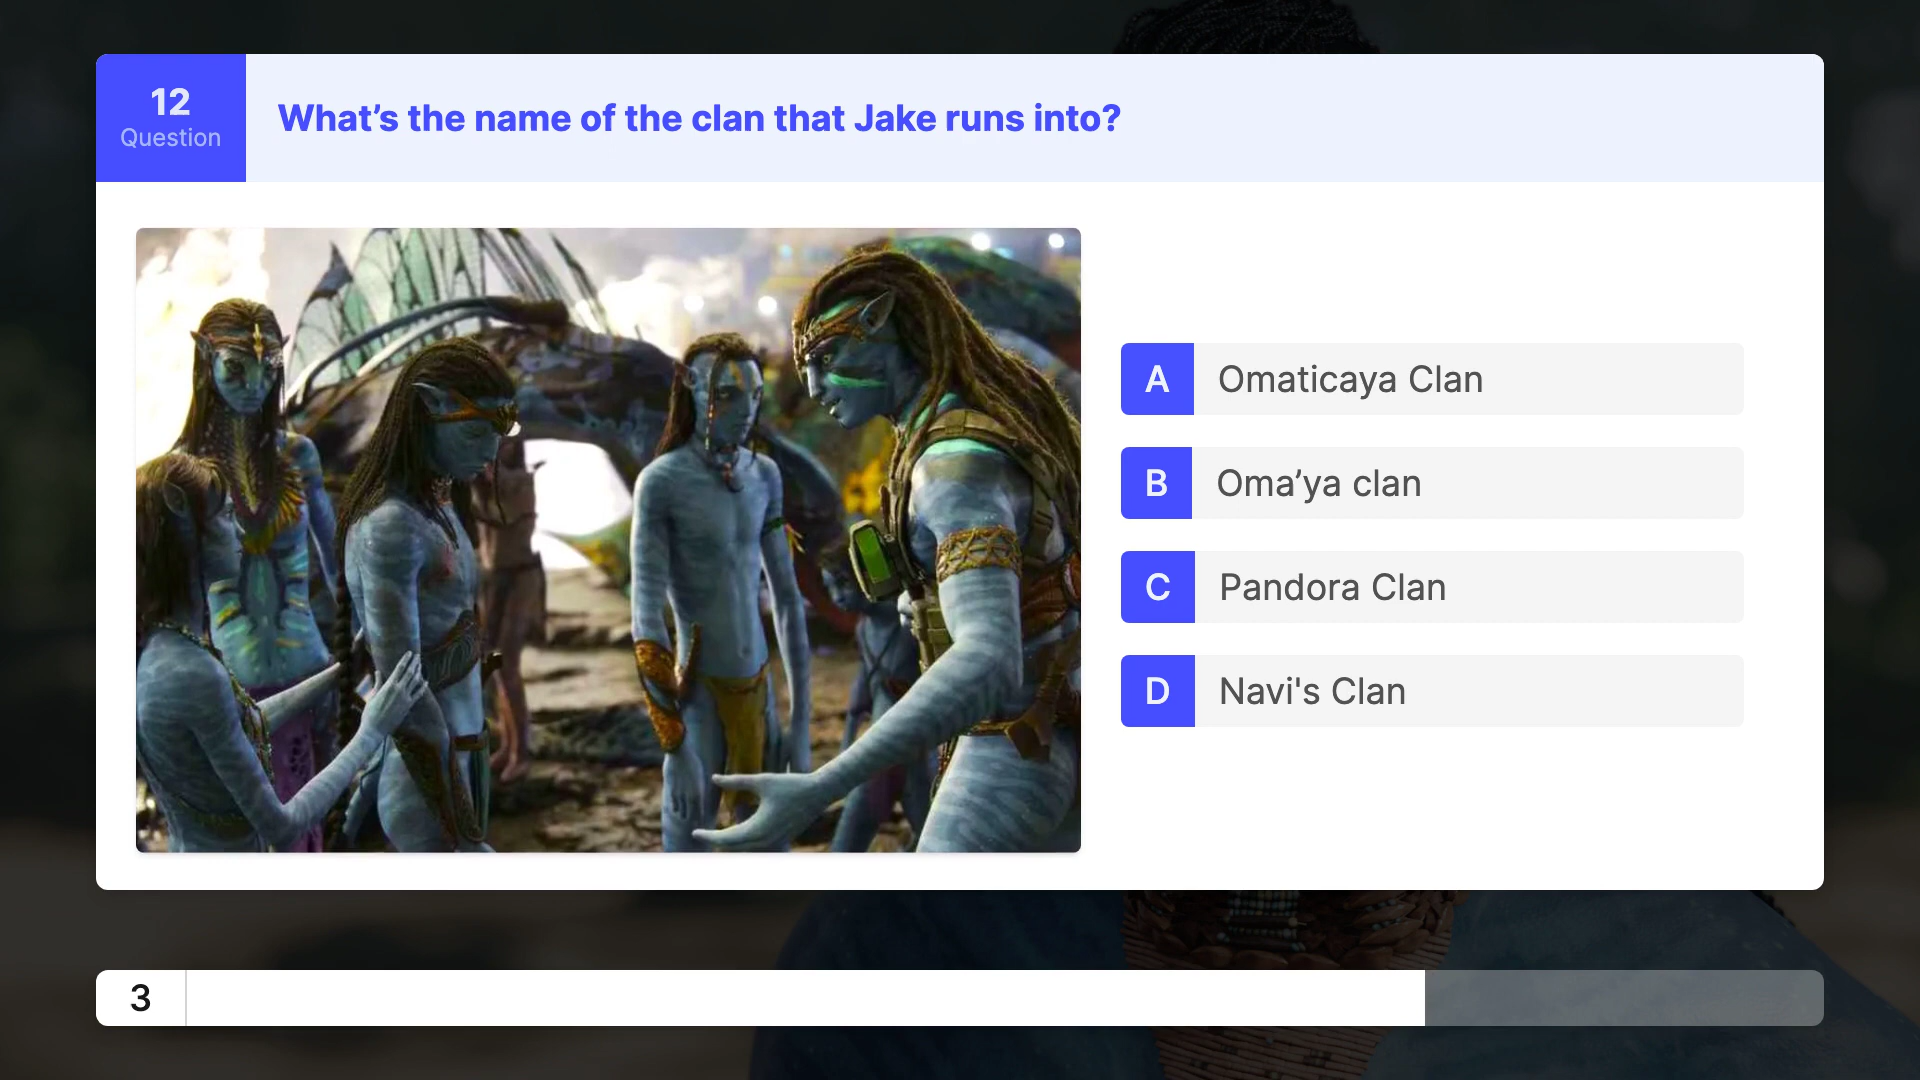 12
Question
What’s the name of the clan that Jake runs into?
A Omaticaya Clan
B Oma’ya clan
C Pandora Clan
D Navi's Clan
3